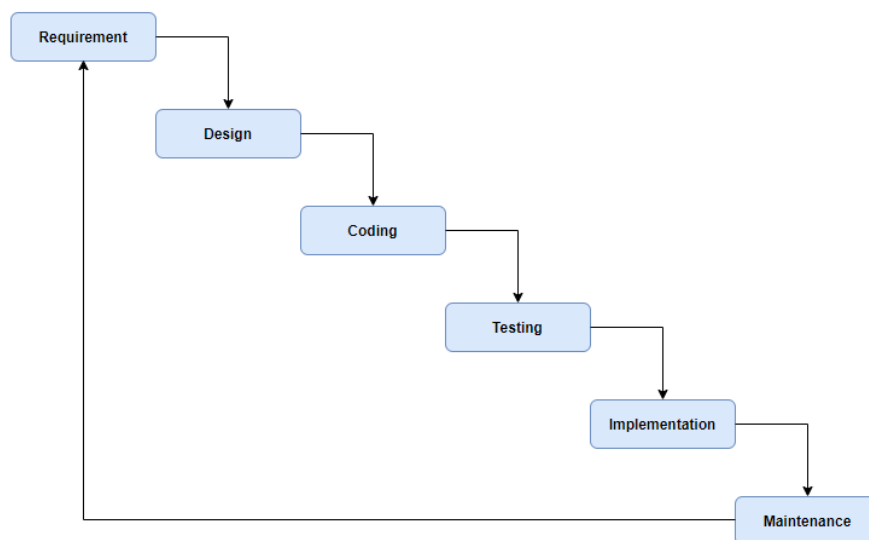 Requirement
Design
Coding
Testing
Implementation
Maintenance